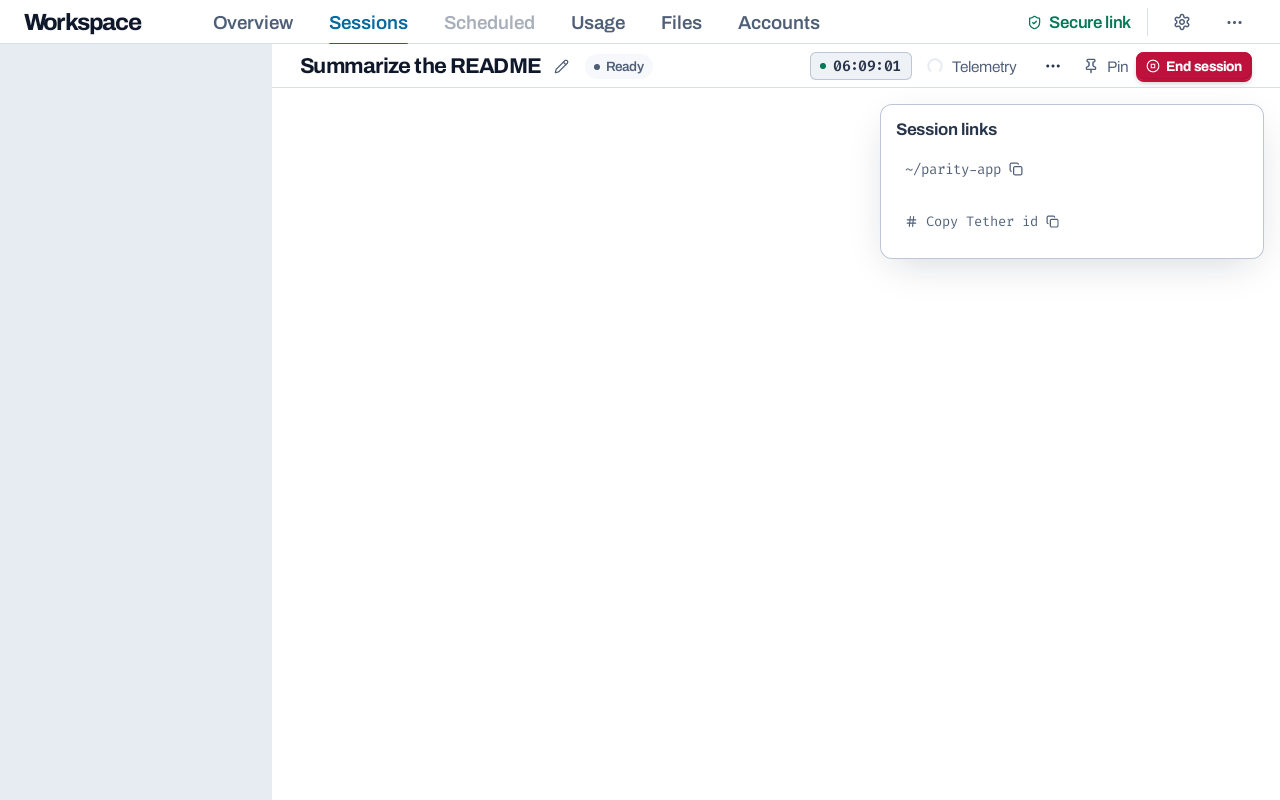 Workspace
Overview Sessions Scheduled Usage Files Accounts
Secure link
Summarize the README
Ready
06:09:01
Telemetry
Pin
End session
Session links
~/parity-app
# Copy Tether id